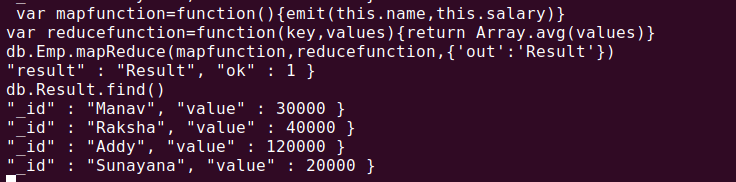 var mapfunction=function(){emit(this.name,this.salary)}
var reducefunction=function(key,values){return Array.avg(values)}
db.Emp.mapReduce(mapfunction,reducefunction,{'out':'Result'})
"result" : "Result", "ok" : 1 }
db.Result.find()
"_id" : "Manav", "value" : 30000 }
"_id" : "Raksha", "value" : 40000 }
"_id" : "Addy", "value" : 120000 }
"_id" : "Sunayana", "value" : 20000 }